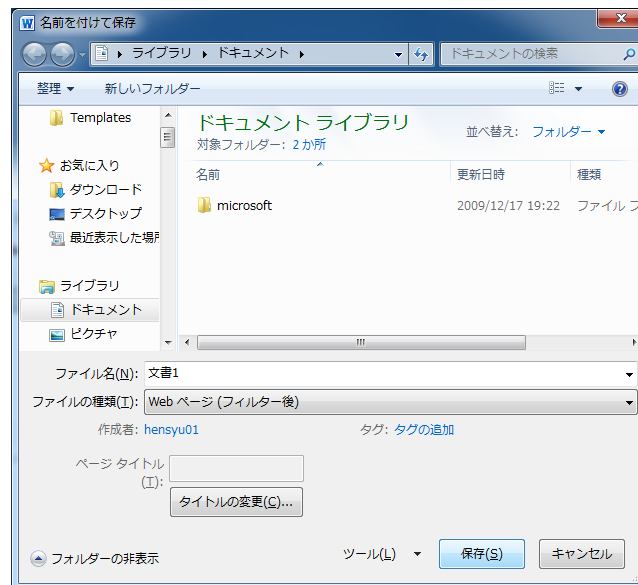 名前を付けて保存
ライブラリ ドキュメント
ドキュメントの検索
整理 新しいフォルダー
Templates
お気に入り
ダウンロード
デスクトップ
最近表示した場所
ライブラリ
ドキュメント
ピクチャ
ドキュメント ライブラリ
対象フォルダー: 2 か所
並べ替え: フォルダー
名前 更新日時 種類
microsoft 2009/12/17 19:22 ファイル フ
ファイル名(N): 文書1
ファイルの種類(T): Web ページ (フィルター後)
作成者: hensyu01 タグ: タグの追加
ページ タイトル
(T):
タイトルの変更(C)...
フォルダーの非表示 ツール(L) 保存(S) キャンセル